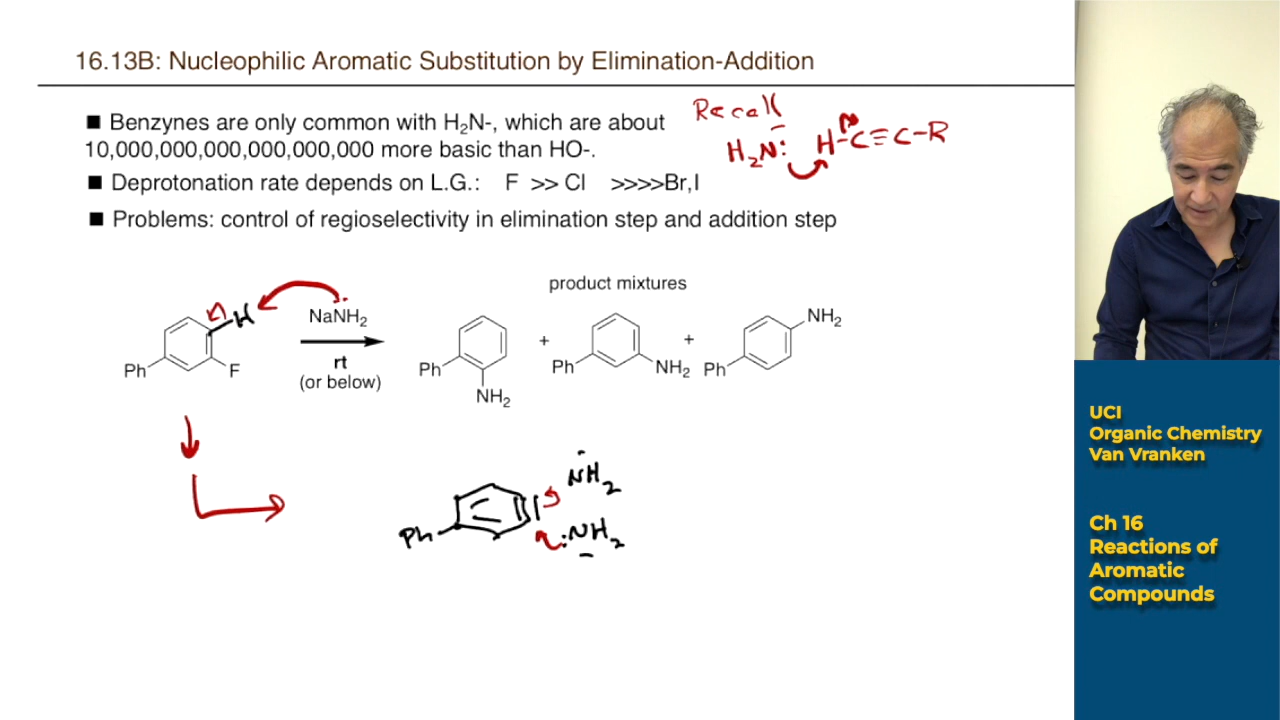 16.13B: Nucleophilic Aromatic Substitution by Elimination-Addition
■ Benzynes are only common with H₂N-, which are about
10,000,000,000,000,000,000 more basic than HO-.
■ Deprotonation rate depends on L.G.: F >> Cl >>>>Br,I
■ Problems: control of regioselectivity in elimination step and addition step
Recall
H₂N: H-C≡C-R
product mixtures
H
Ph
F
NaNH₂
rt
(or below)
Ph
NH₂
+
Ph
NH₂
+
Ph
NH₂
Ph
NH₂
:NH₂
UCI
Organic Chemistry
Van Vranken
Ch 16
Reactions of
Aromatic
Compounds